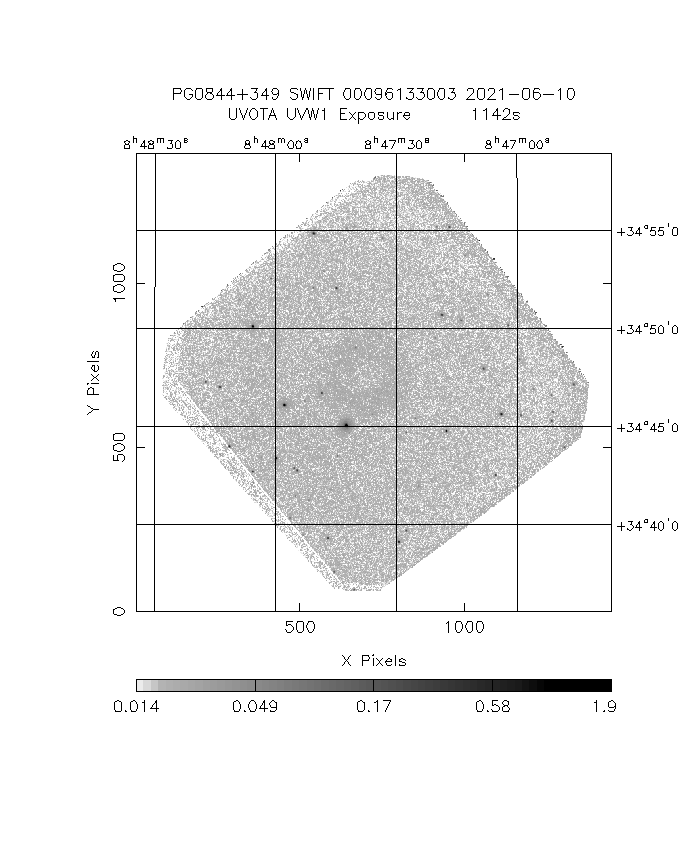 PG0844+349 SWIFT 00096133003 2021-06-10
UVOTA UVW1 Exposure 1142s
8ʰ48ᵐ30ˢ 8ʰ48ᵐ00ˢ 8ʰ47ᵐ30ˢ 8ʰ47ᵐ00ˢ
+34°55'0
1000
+34°50'0
Y Pixels
+34°45'0
500
+34°40'0
0
500 1000
X Pixels
0.014 0.049 0.17 0.58 1.9